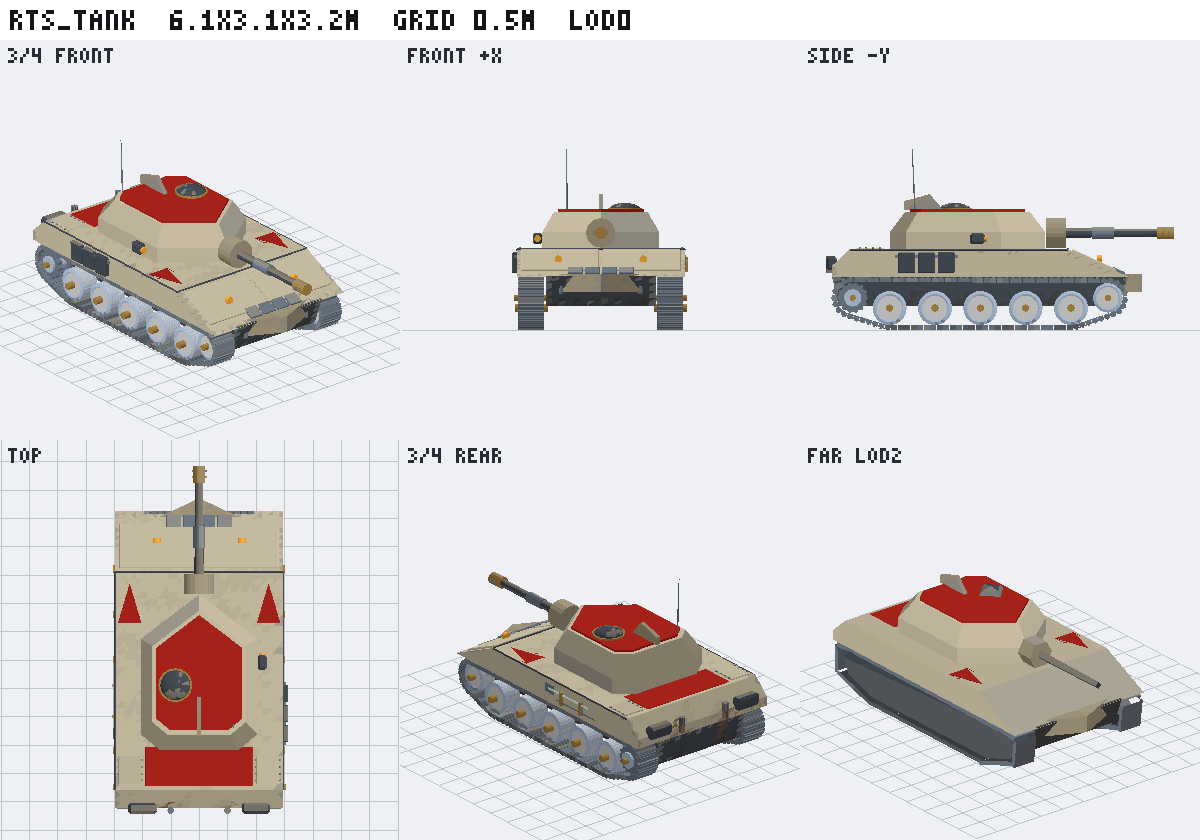 RTS_TANK 6.1X3.1X3.2M GRID 0.5M LOD0
3/4 FRONT
FRONT +X
SIDE -Y
TOP
3/4 REAR
FAR LOD2